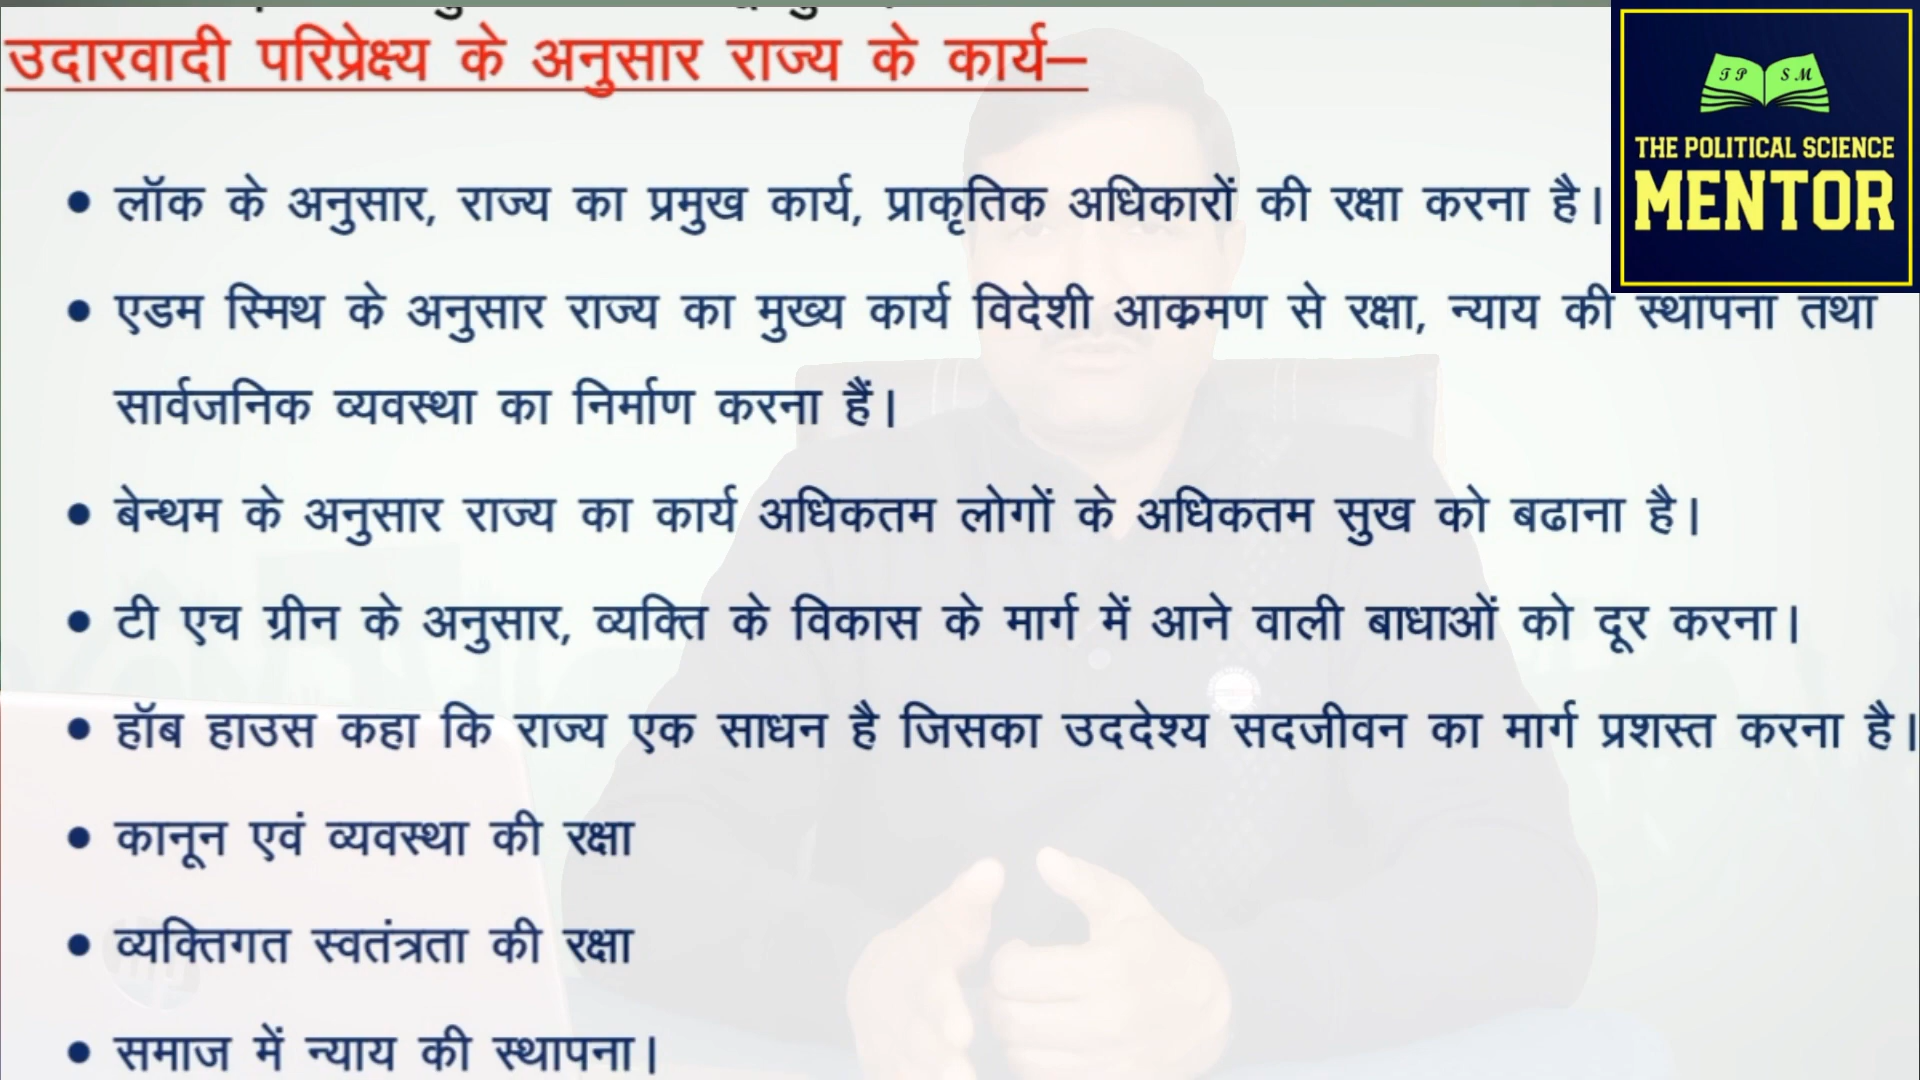 उदारवादी परिप्रेक्ष्य के अनुसार राज्य के कार्य–
T P S M
THE POLITICAL SCIENCE
MENTOR
• लॉक के अनुसार, राज्य का प्रमुख कार्य, प्राकृतिक अधिकारों की रक्षा करना है।
• एडम स्मिथ के अनुसार राज्य का मुख्य कार्य विदेशी आक्रमण से रक्षा, न्याय की स्थापना तथा
सार्वजनिक व्यवस्था का निर्माण करना हैं।
• बेन्थम के अनुसार राज्य का कार्य अधिकतम लोगों के अधिकतम सुख को बढाना है।
• टी एच ग्रीन के अनुसार, व्यक्ति के विकास के मार्ग में आने वाली बाधाओं को दूर करना।
• हॉब हाउस कहा कि राज्य एक साधन है जिसका उददेश्य सदजीवन का मार्ग प्रशस्त करना है।
• कानून एवं व्यवस्था की रक्षा
• व्यक्तिगत स्वतंत्रता की रक्षा
• समाज में न्याय की स्थापना।